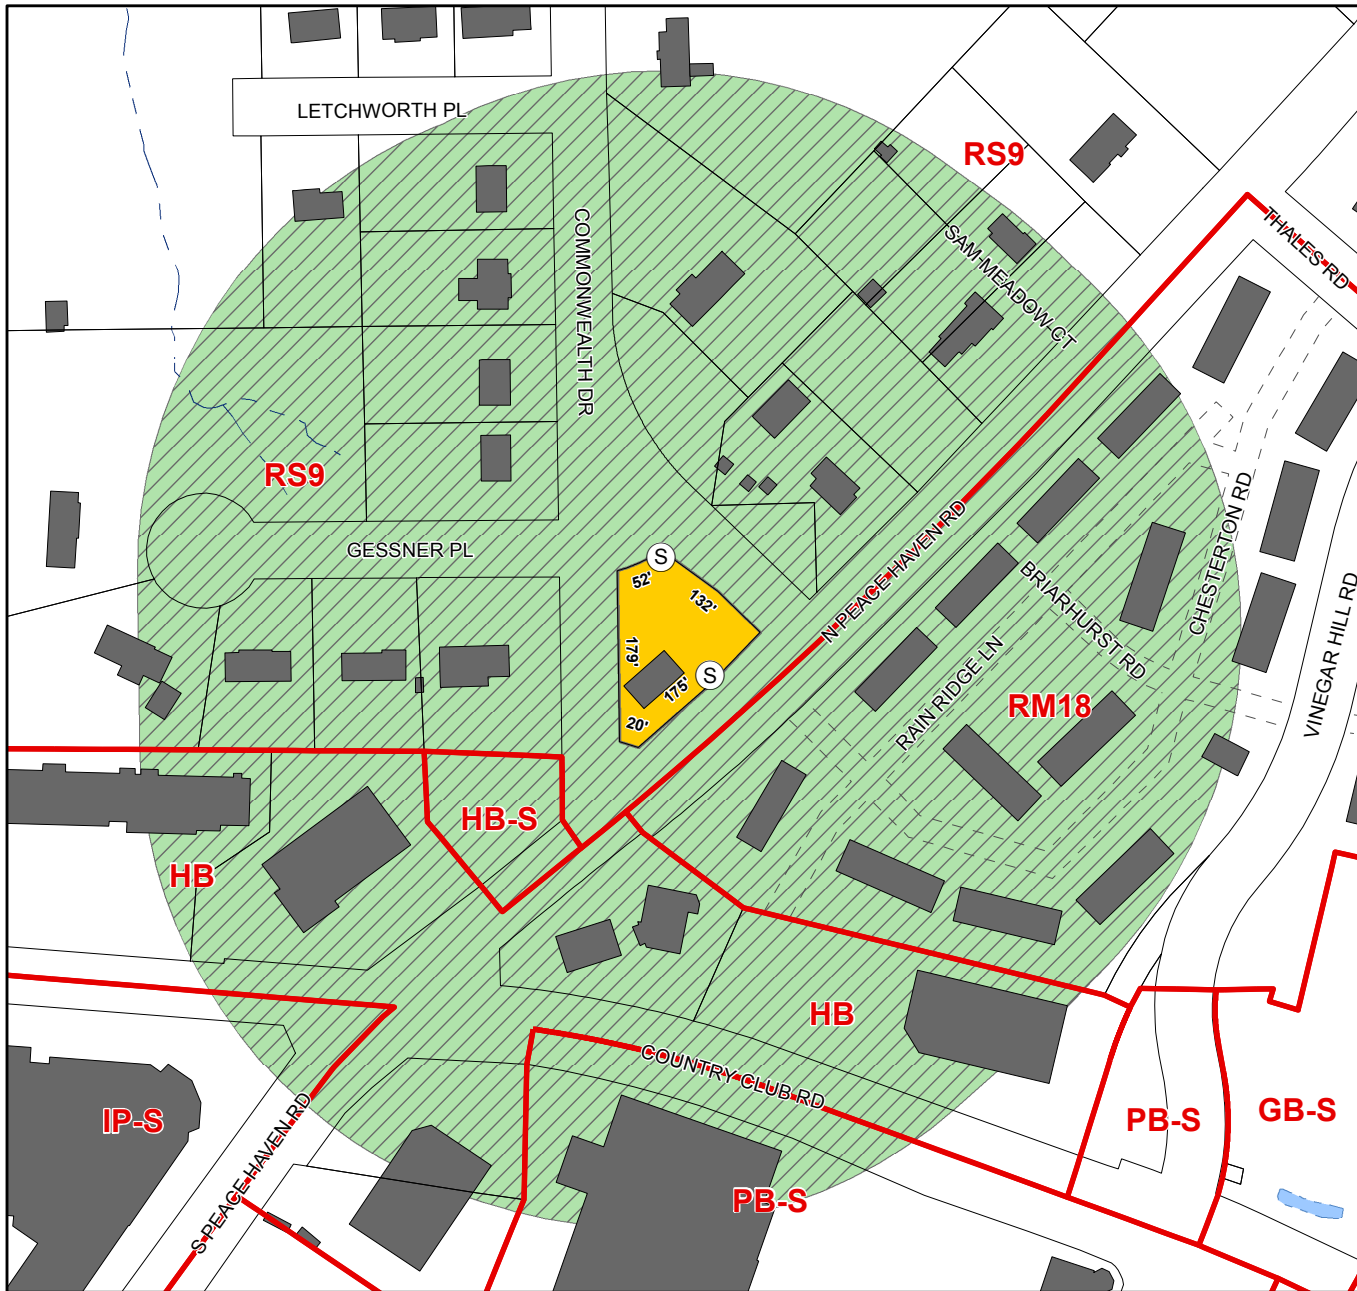 LETCHWORTH PL
RS9
THALES RD
COMMONWEALTH DR
SAM-MEADOW CT
RS9
GESSNER PL
S
52'
132'
N PEACE HAVEN RD
BRIARHURST RD
CHESTERTON RD
VINEGAR HILL RD
179'
S
175'
20'
RAIN RIDGE LN
RM18
HB-S
HB
HB
COUNTRY CLUB RD
IP-S
S PEACE HAVEN RD
PB-S
GB-S
PB-S